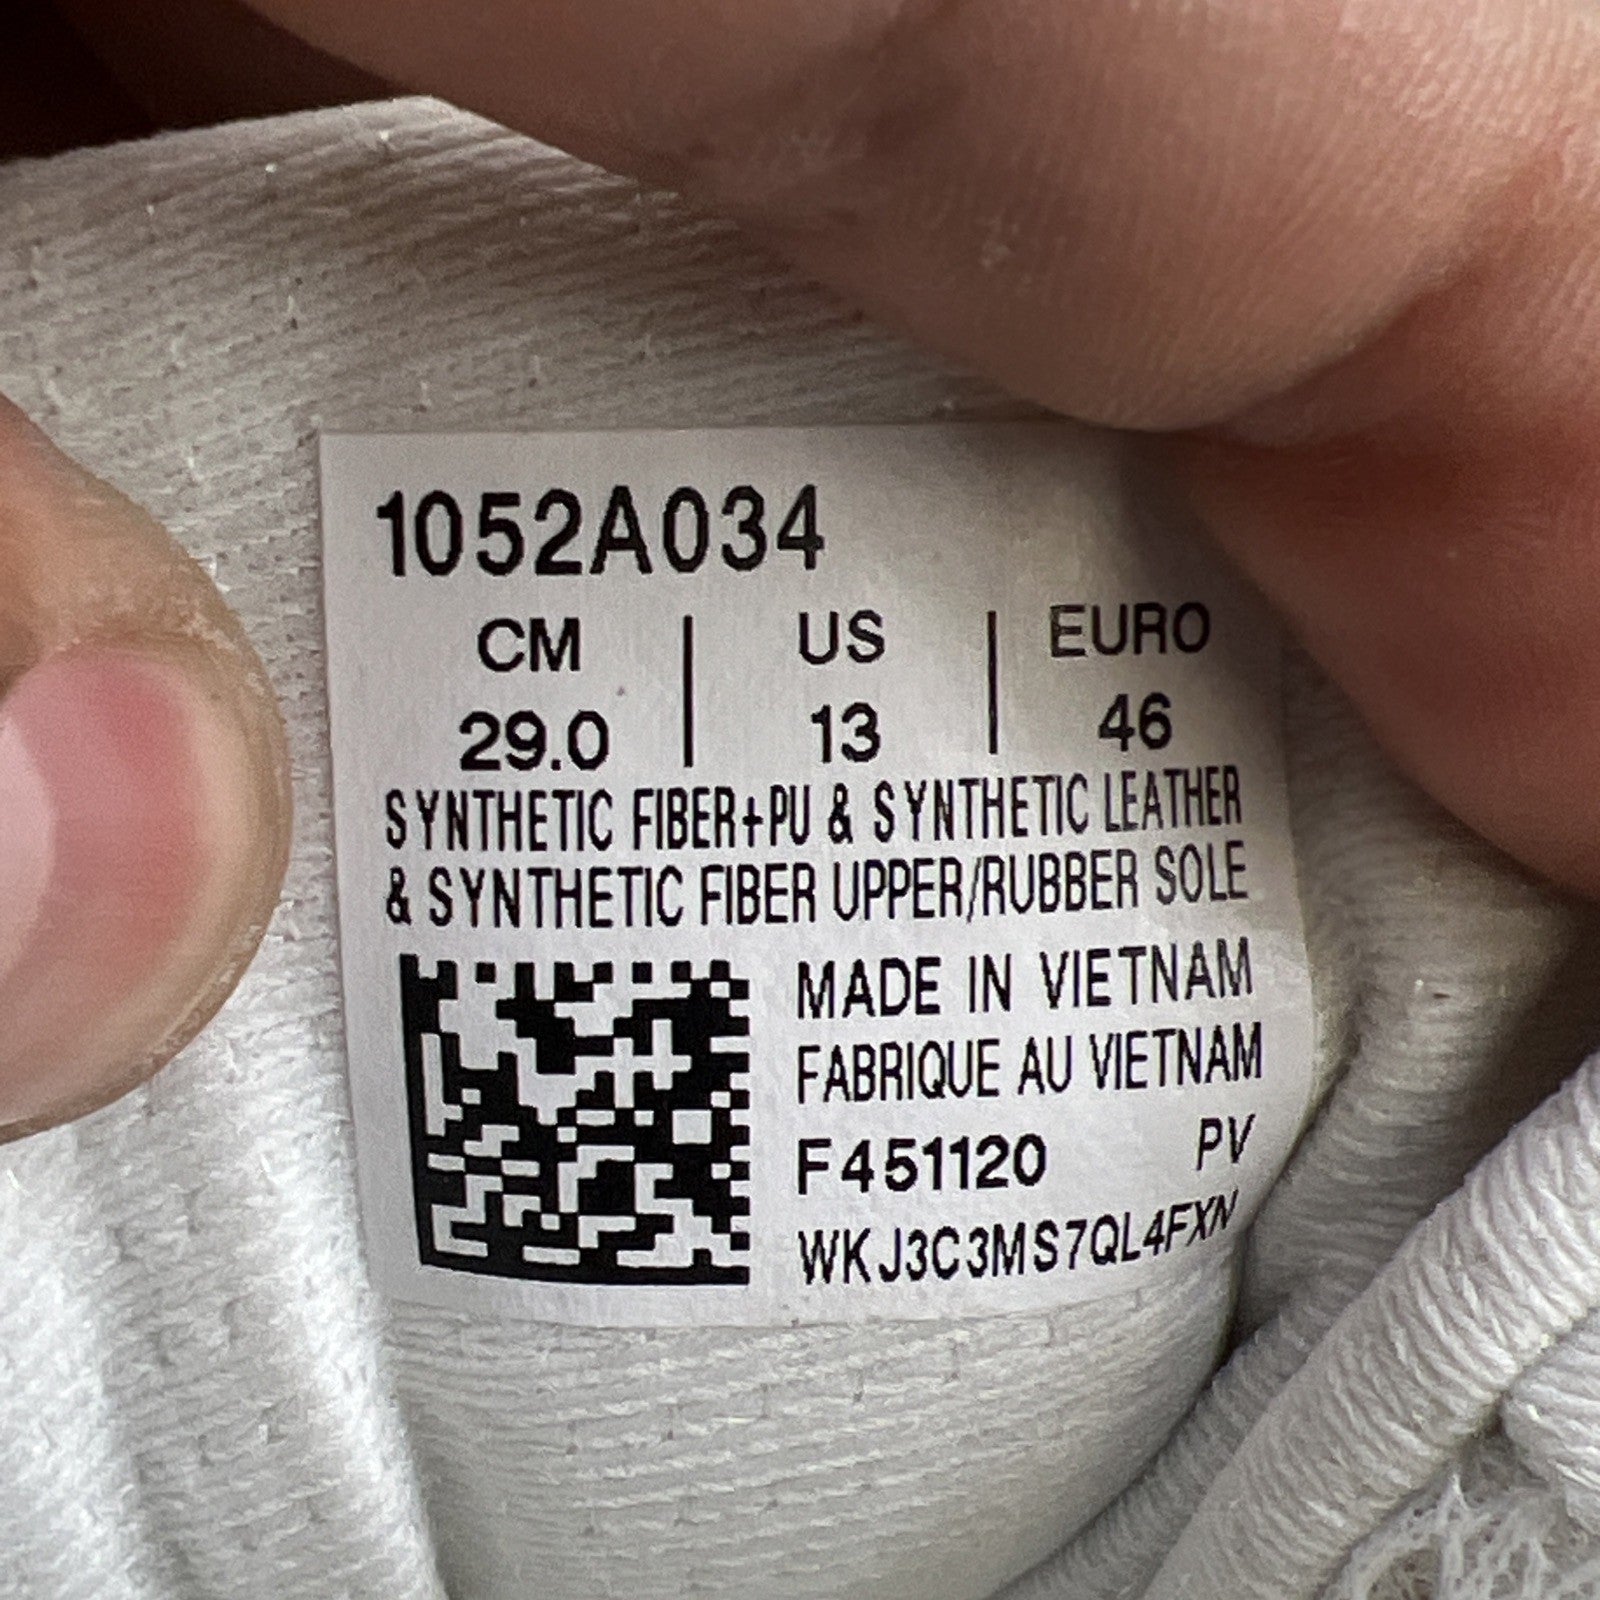 1052A034
CM | US | EURO
29.0 | 13 | 46
SYNTHETIC FIBER+PU & SYNTHETIC LEATHER
& SYNTHETIC FIBER UPPER/RUBBER SOLE
MADE IN VIETNAM
FABRIQUE AU VIETNAM
F451120 PV
WKJ3C3MS7QL4FXN